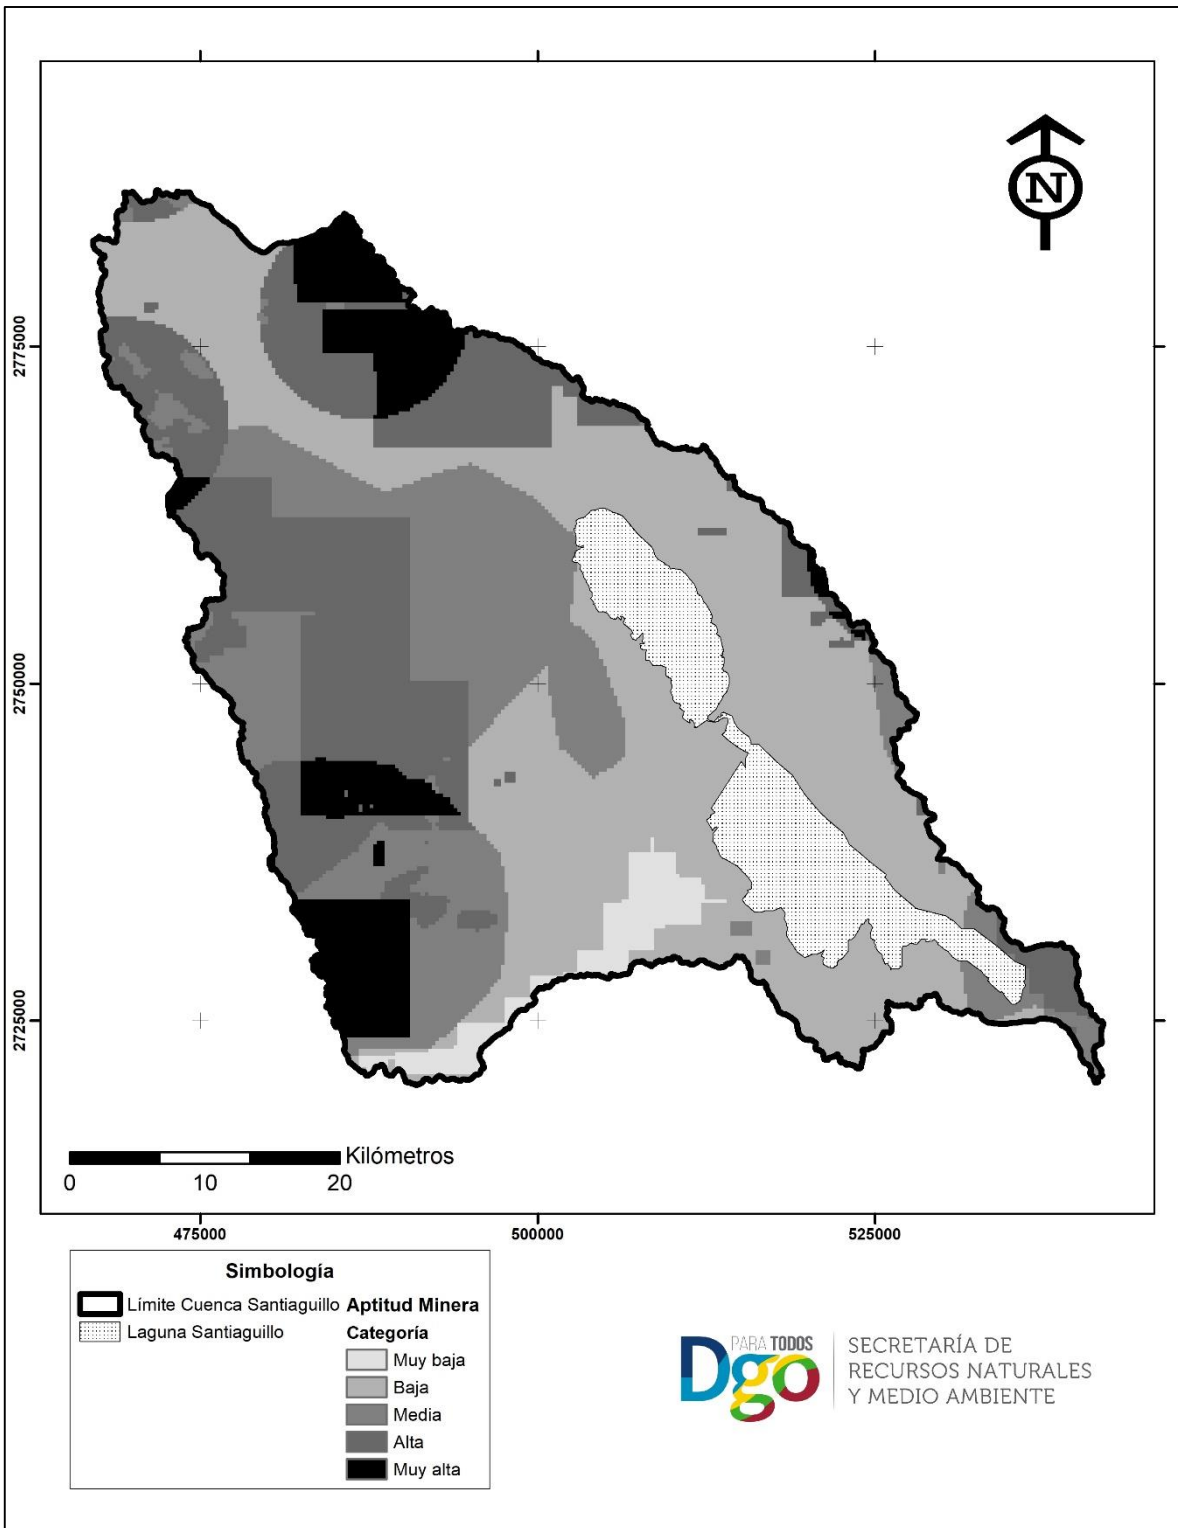 N
2775000
2750000
2725000
Kilómetros
0 10 20
475000 500000 525000
Simbología
Límite Cuenca Santiaguillo
Laguna Santiaguillo
Aptitud Minera
Categoría
Muy baja
Baja
Media
Alta
Muy alta
PARA TODOS
Dgo
SECRETARÍA DE
RECURSOS NATURALES
Y MEDIO AMBIENTE